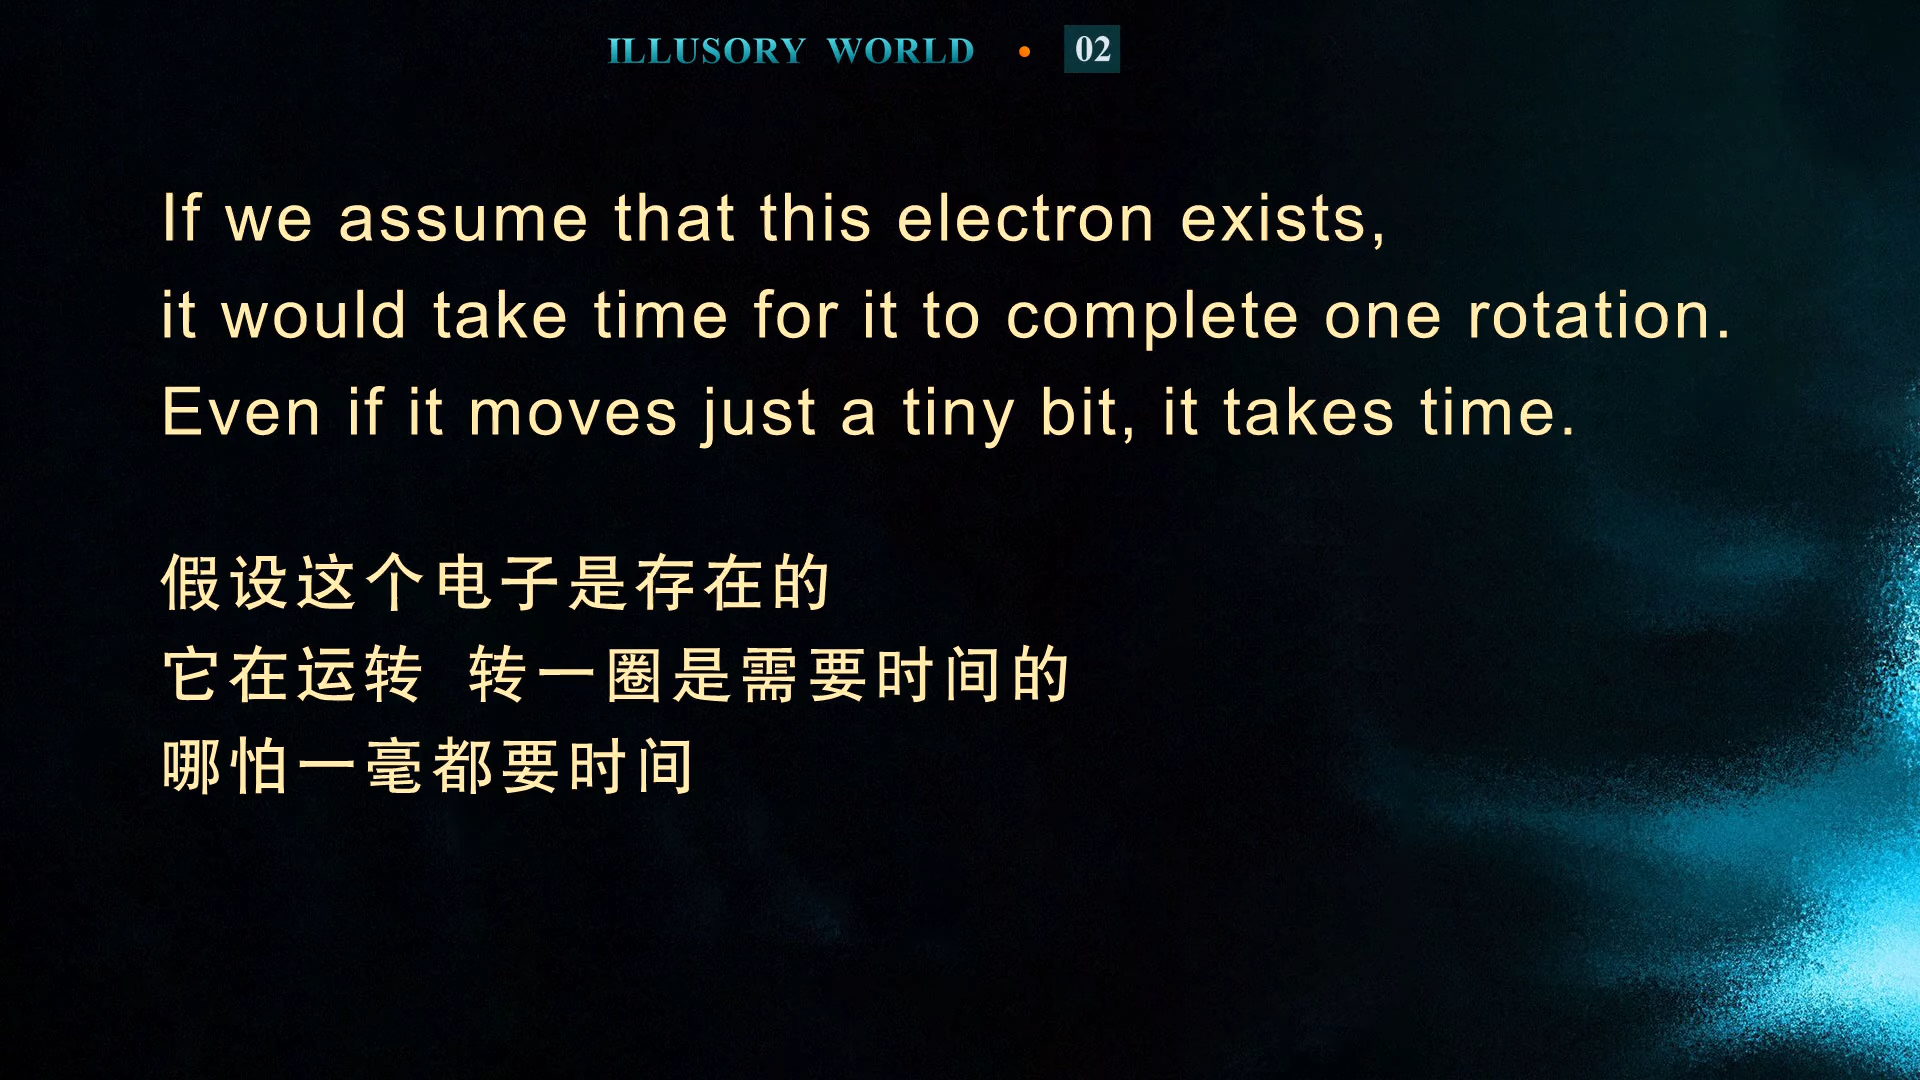 ILLUSORY WORLD • 02
If we assume that this electron exists,
it would take time for it to complete one rotation.
Even if it moves just a tiny bit, it takes time.
假设这个电子是存在的
它在运转 转一圈是需要时间的
哪怕一毫都要时间